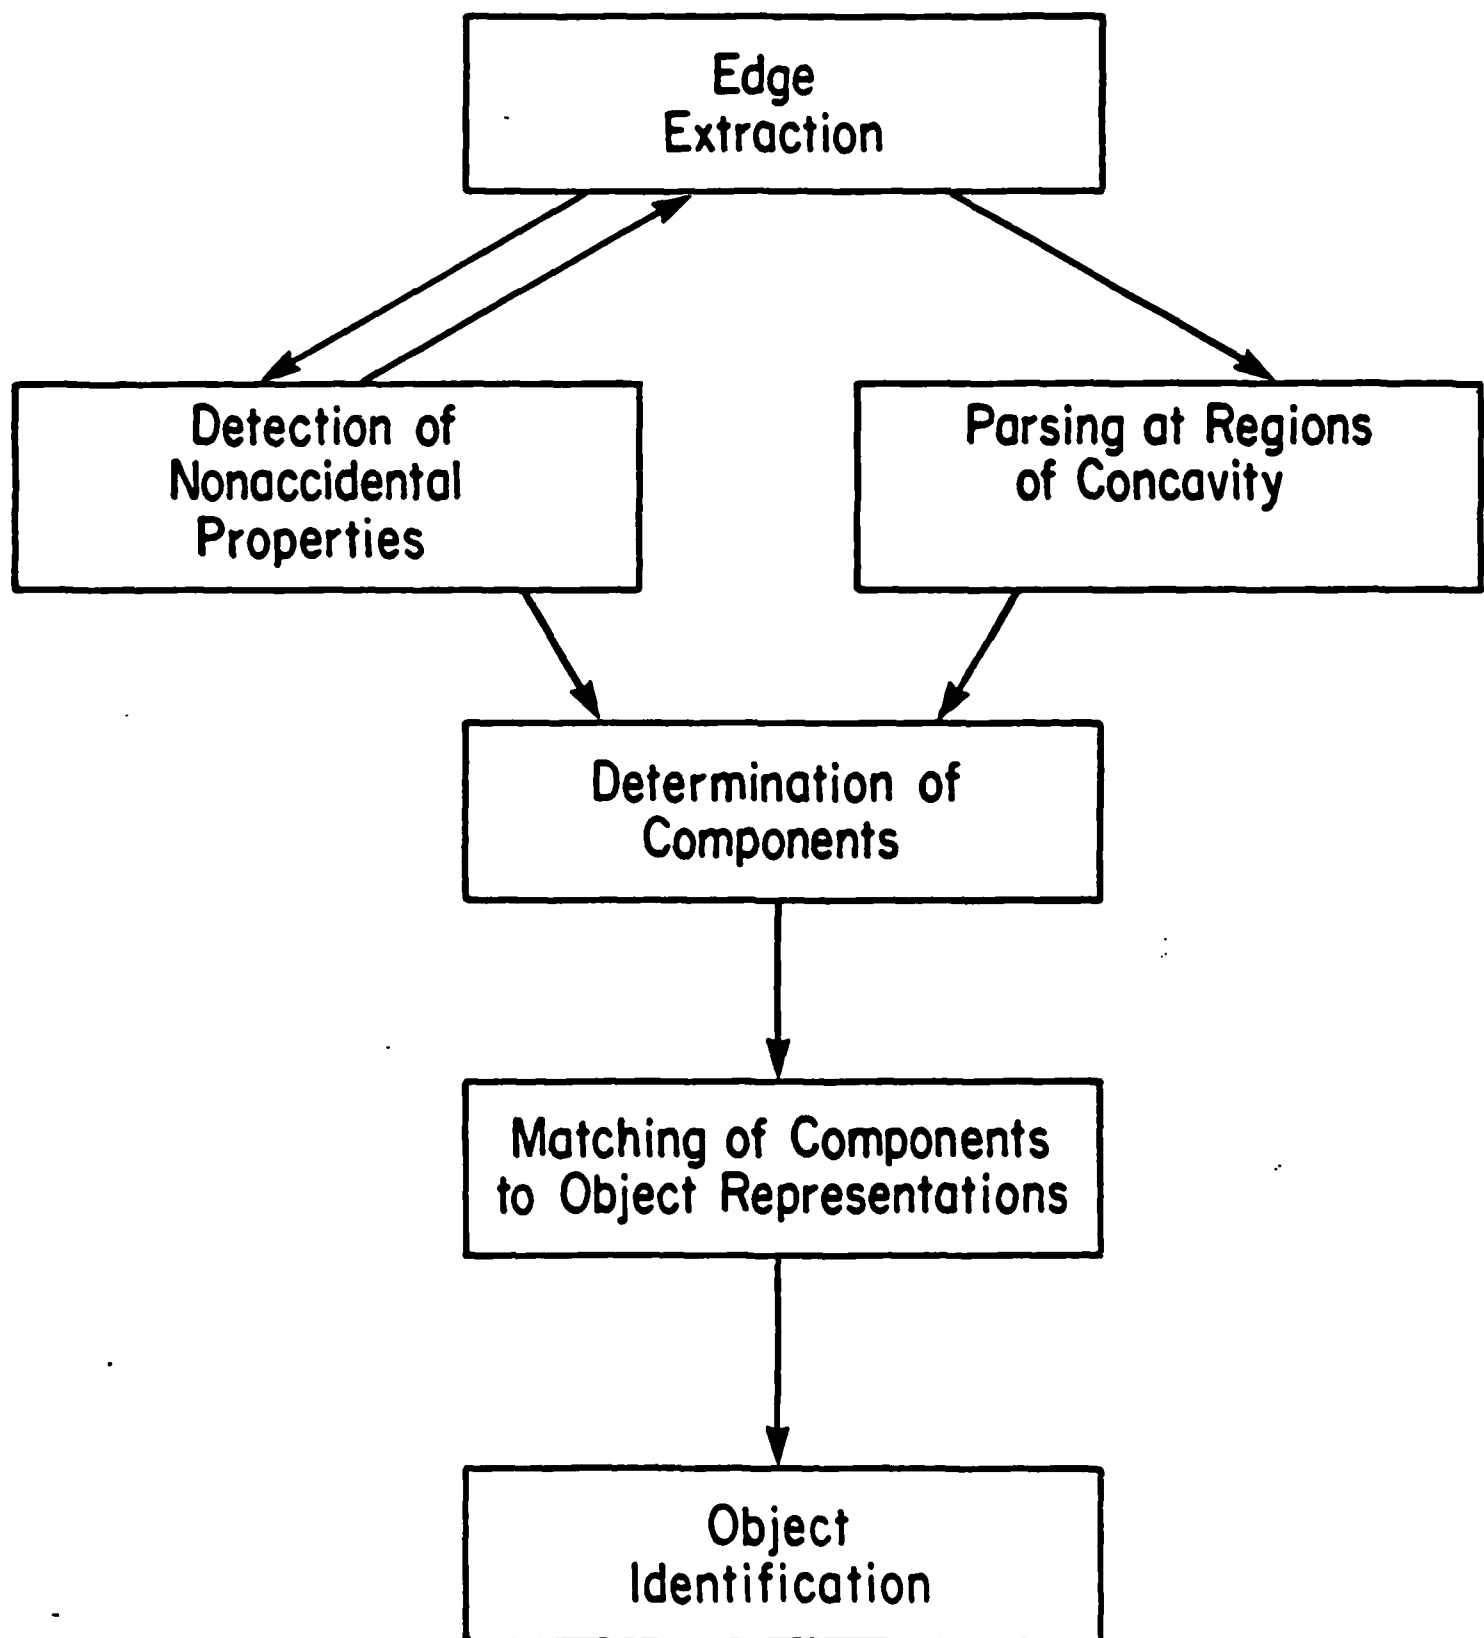 Edge
Extraction
Detection of
Nonaccidental
Properties
Parsing at Regions
of Concavity
Determination of
Components
Matching of Components
to Object Representations
Object
Identification